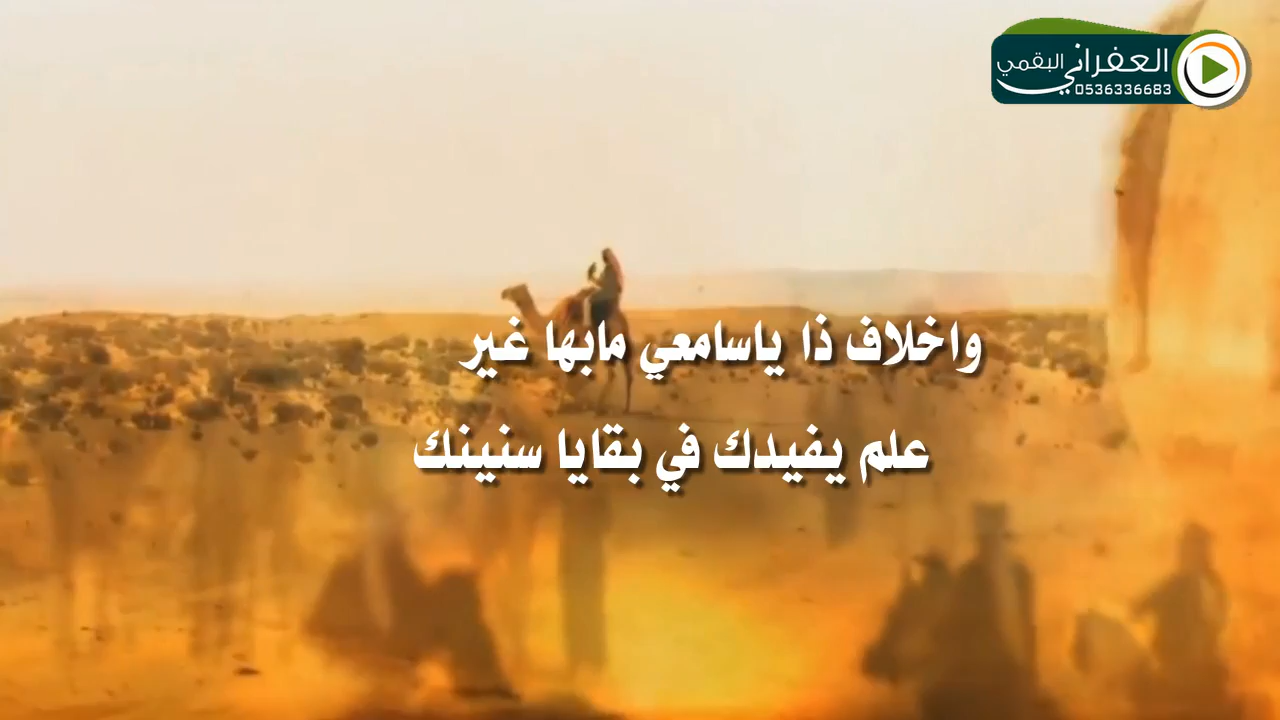 العفراني البقمي
0536336683
واخلاف ذا ياسامعي مابها غير
علم يفيدك في بقايا سنينك